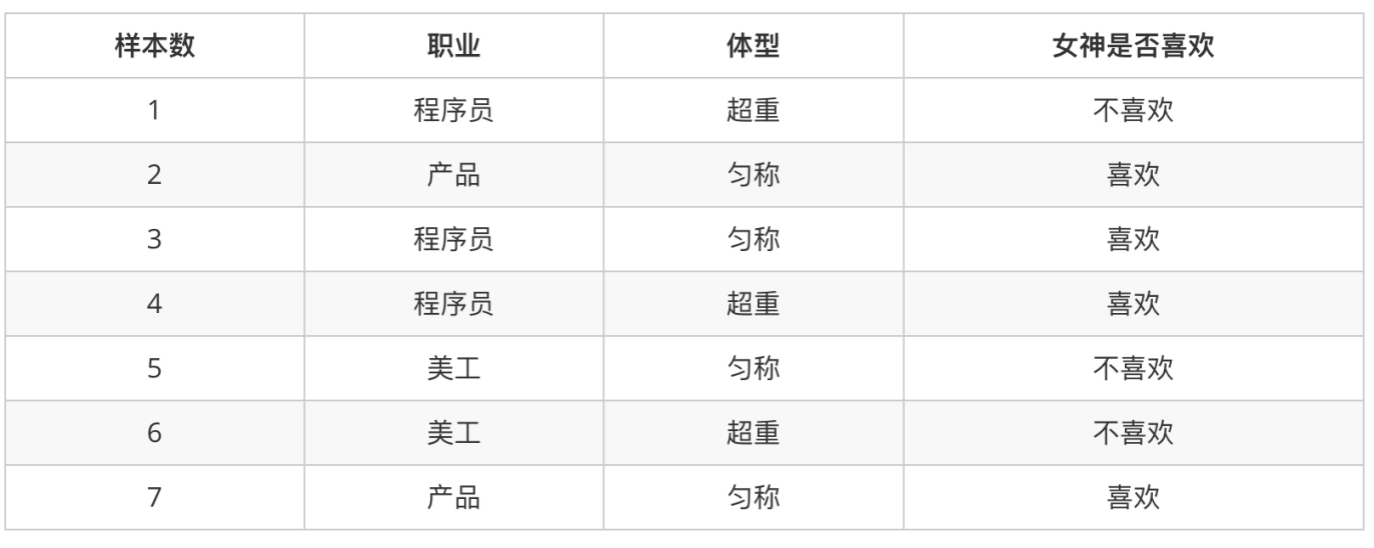 样本数 职业 体型 女神是否喜欢
1 程序员 超重 不喜欢
2 产品 匀称 喜欢
3 程序员 匀称 喜欢
4 程序员 超重 喜欢
5 美工 匀称 不喜欢
6 美工 超重 不喜欢
7 产品 匀称 喜欢